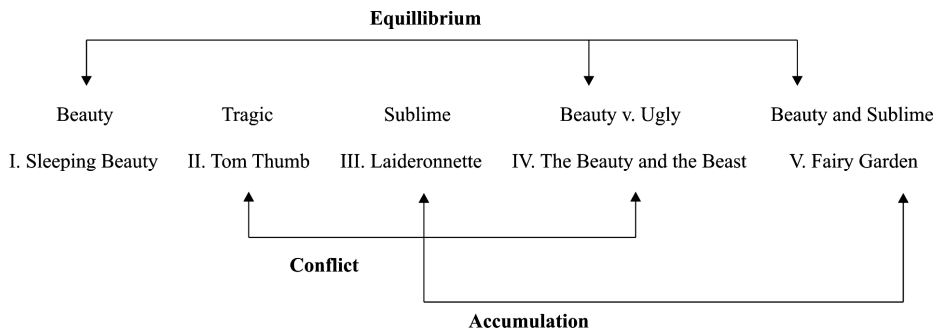 Equillibrium
Beauty Tragic Sublime Beauty v. Ugly Beauty and Sublime
I. Sleeping Beauty II. Tom Thumb III. Laideronnette IV. The Beauty and the Beast V. Fairy Garden
Conflict
Accumulation